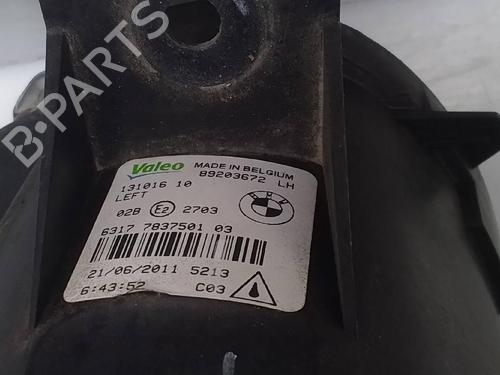 B-PARTS
Valeo MADE IN BELGIUM
131016 10 89203672 LH
LEFT
02B E2 2703
BMW
6317 7837501 03
21/06/2011 5213
6:43:52 C03